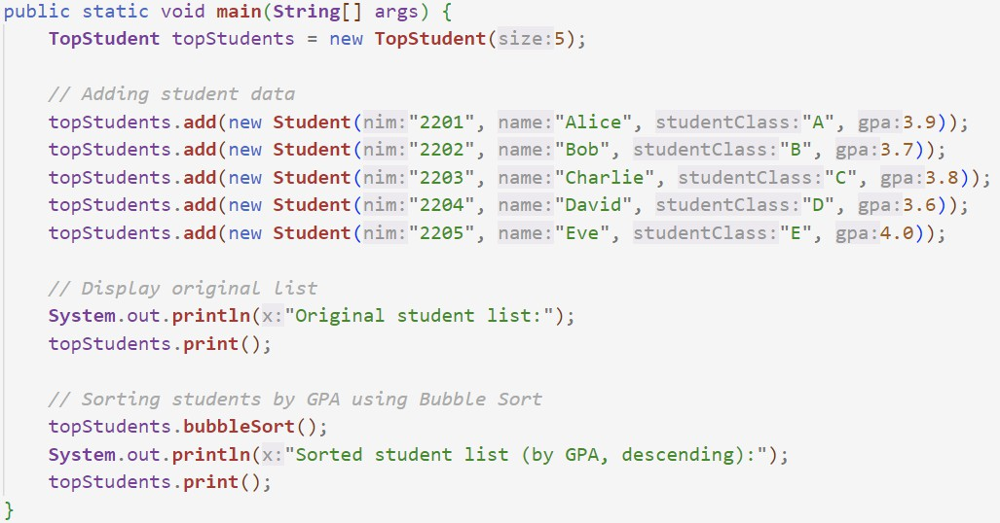 public static void main(String[] args) {
TopStudent topStudents = new TopStudent(size:5);
// Adding student data
topStudents.add(new Student(nim:"2201", name:"Alice", studentClass:"A", gpa:3.9));
topStudents.add(new Student(nim:"2202", name:"Bob", studentClass:"B", gpa:3.7));
topStudents.add(new Student(nim:"2203", name:"Charlie", studentClass:"C", gpa:3.8));
topStudents.add(new Student(nim:"2204", name:"David", studentClass:"D", gpa:3.6));
topStudents.add(new Student(nim:"2205", name:"Eve", studentClass:"E", gpa:4.0));
// Display original list
System.out.println(x:"Original student list:");
topStudents.print();
// Sorting students by GPA using Bubble Sort
topStudents.bubbleSort();
System.out.println(x:"Sorted student list (by GPA, descending):");
topStudents.print();
}